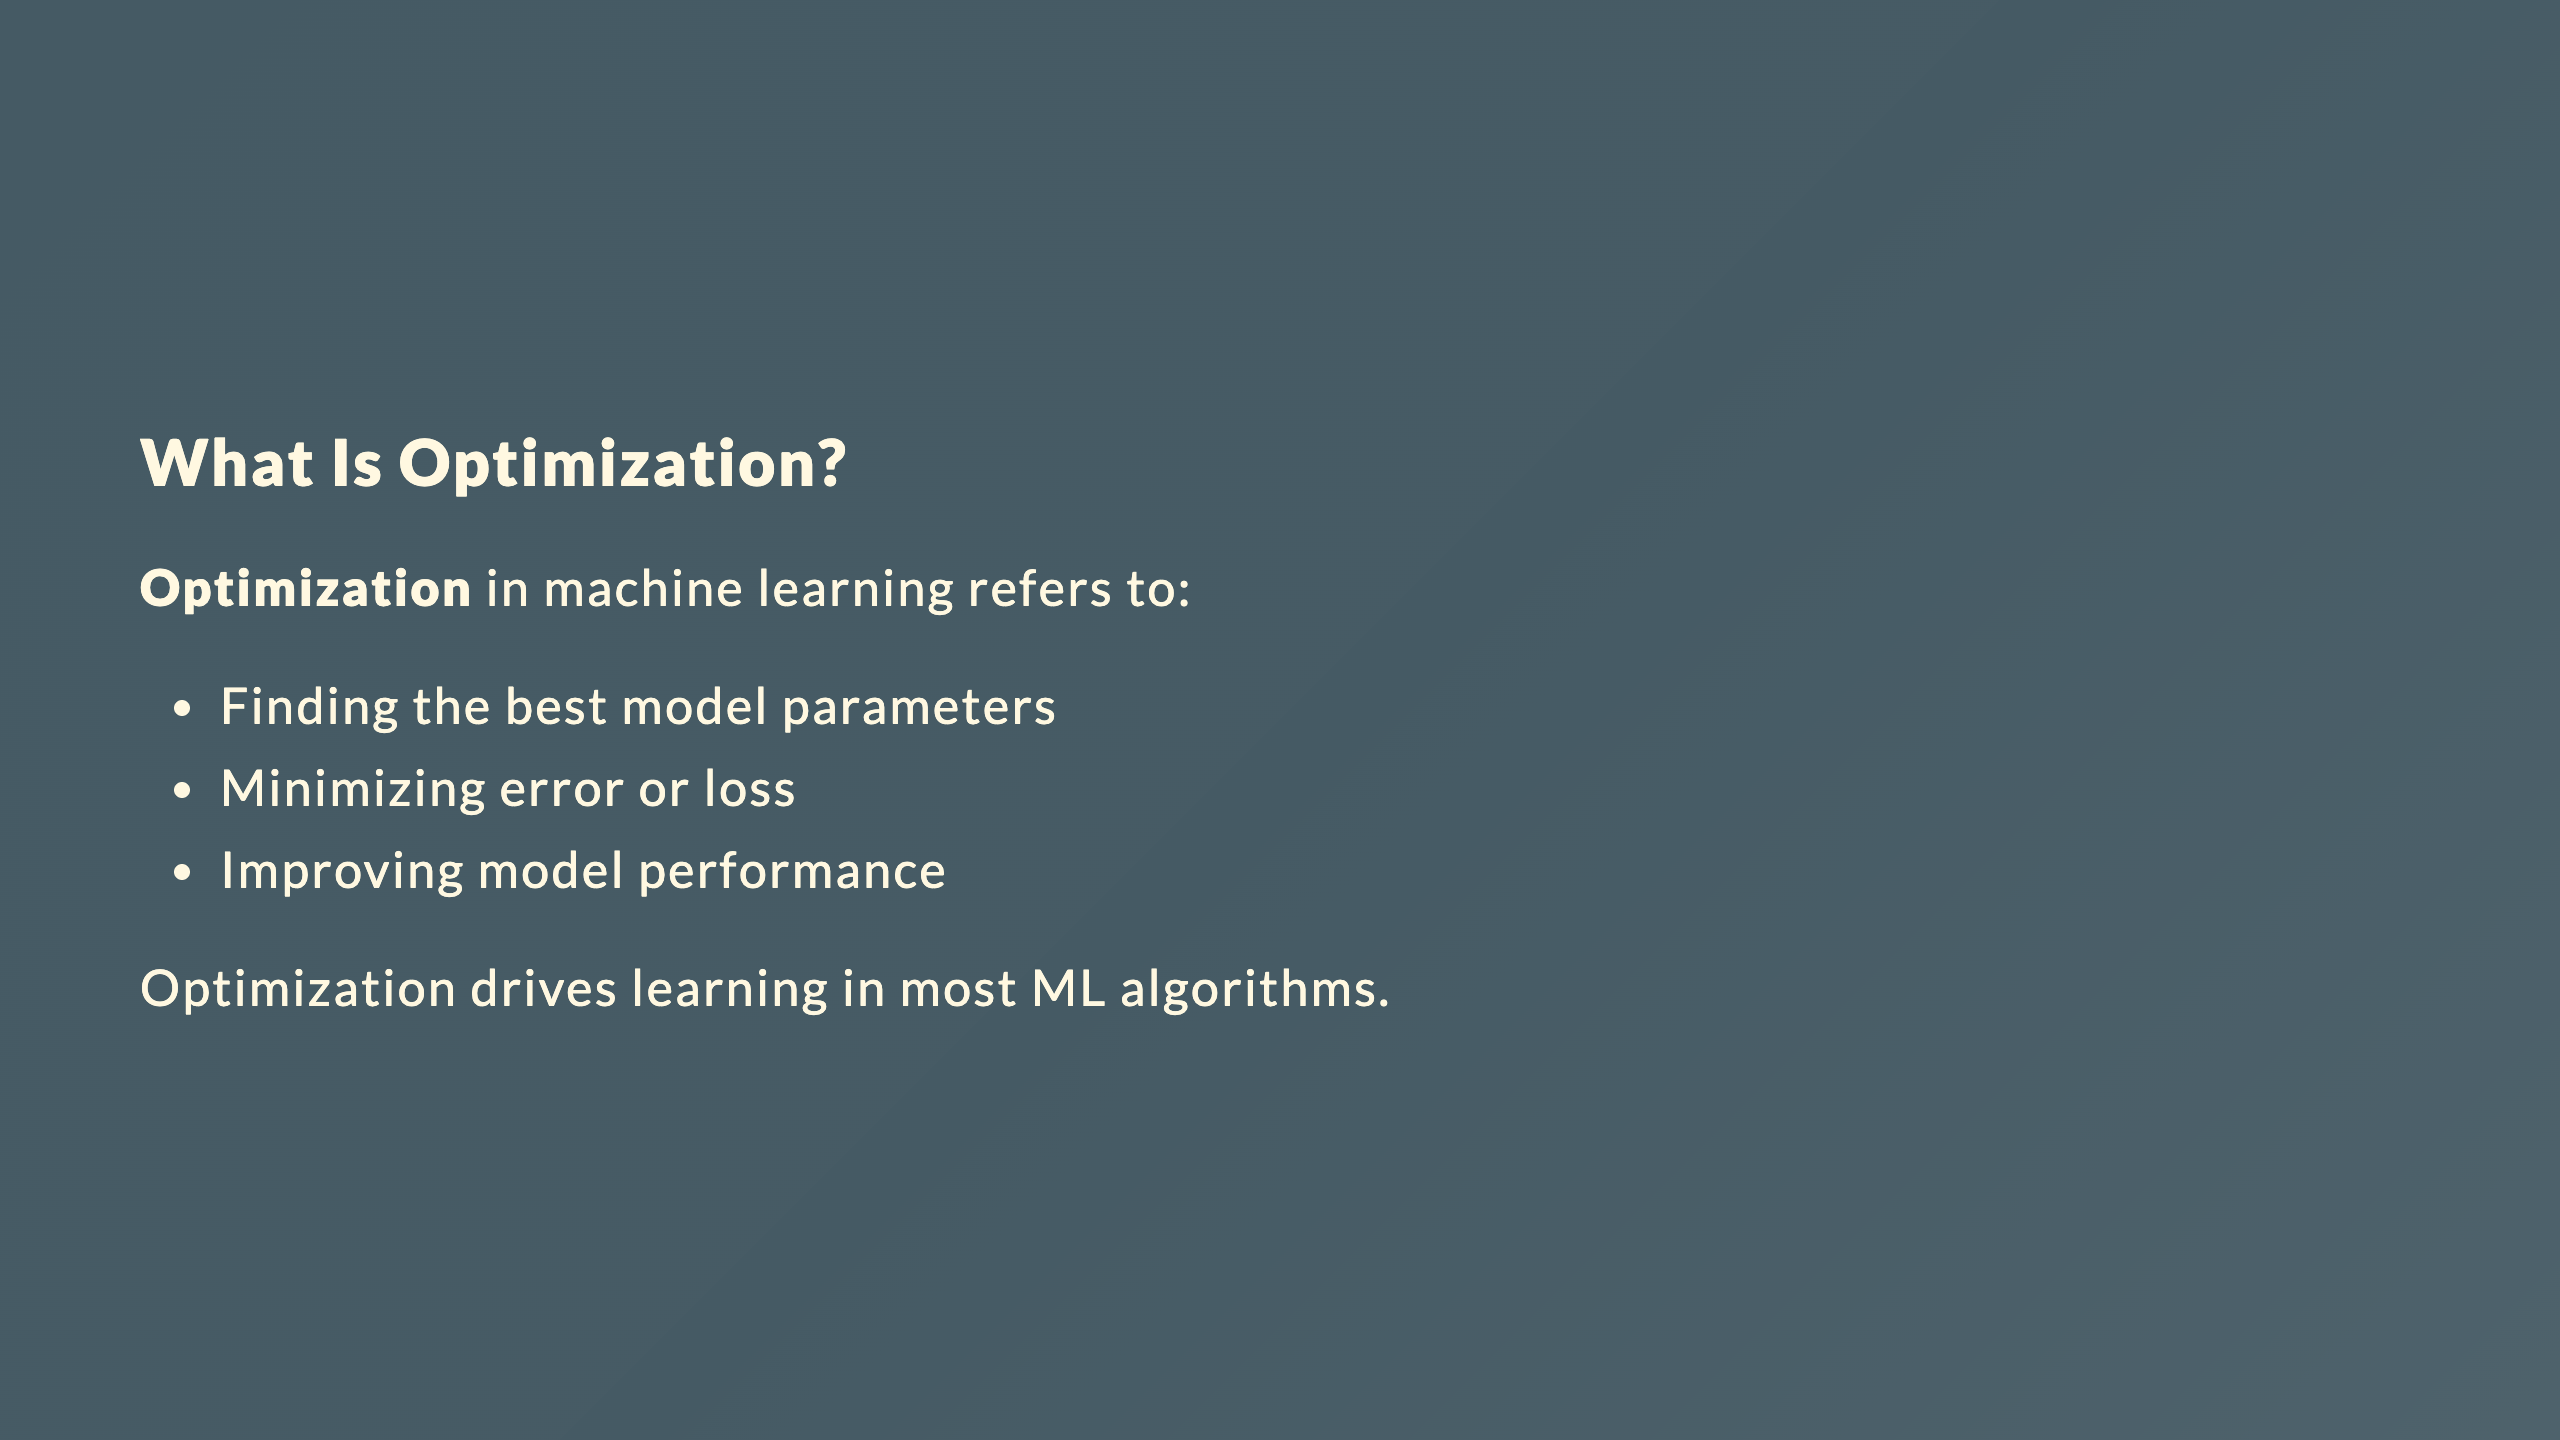 What Is Optimization?
Optimization in machine learning refers to:
• Finding the best model parameters
• Minimizing error or loss
• Improving model performance
Optimization drives learning in most ML algorithms.